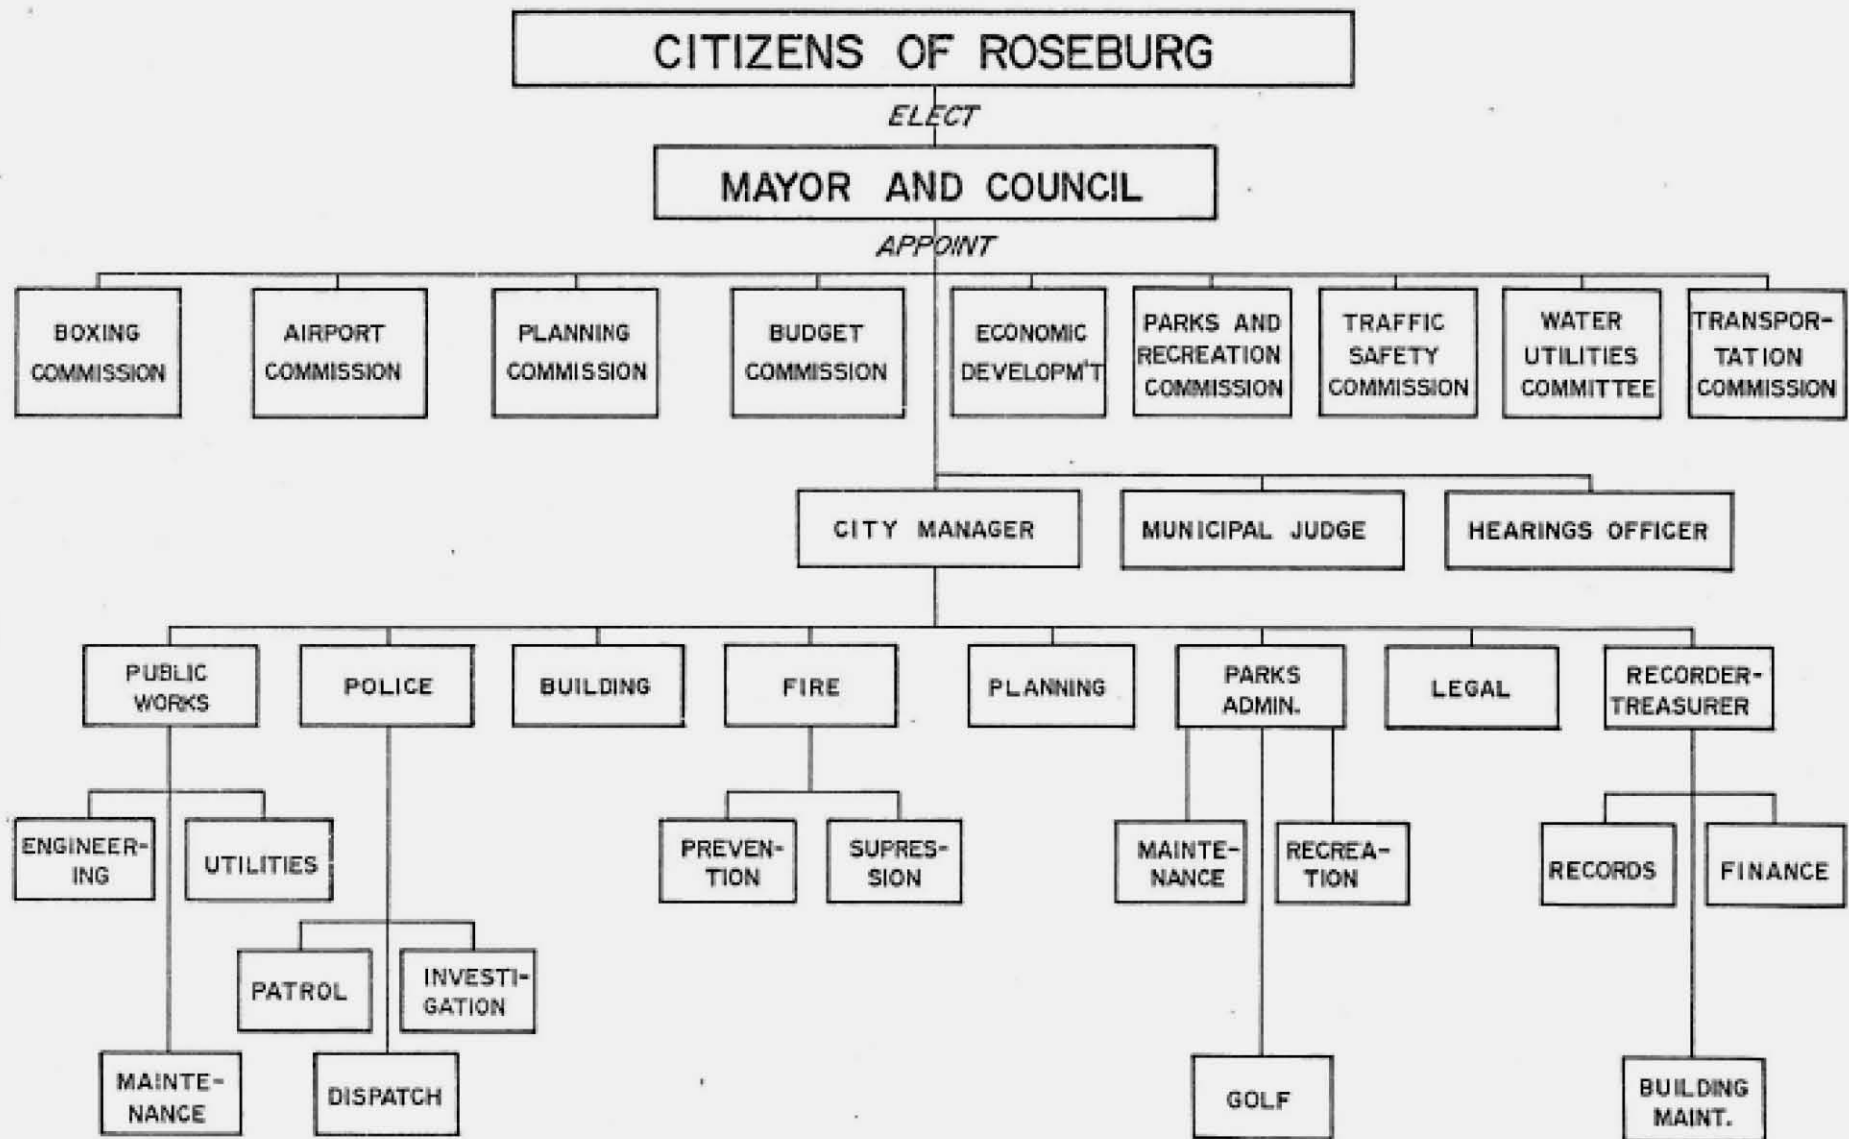 CITIZENS OF ROSEBURG
ELECT
MAYOR AND COUNCIL
APPOINT
BOXING
COMMISSION
AIRPORT
COMMISSION
PLANNING
COMMISSION
BUDGET
COMMISSION
ECONOMIC
DEVELOPM'T
PARKS AND
RECREATION
COMMISSION
TRAFFIC
SAFETY
COMMISSION
WATER
UTILITIES
COMMITTEE
TRANSPOR-
TATION
COMMISSION
CITY MANAGER
MUNICIPAL JUDGE
HEARINGS OFFICER
PUBLIC
WORKS
POLICE
BUILDING
FIRE
PLANNING
PARKS
ADMIN.
LEGAL
RECORDER-
TREASURER
ENGINEER-
ING
UTILITIES
PREVEN-
TION
SUPRES-
SION
MAINTE-
NANCE
RECREA-
TION
RECORDS
FINANCE
PATROL
INVESTI-
GATION
MAINTE-
NANCE
DISPATCH
GOLF
BUILDING
MAINT.